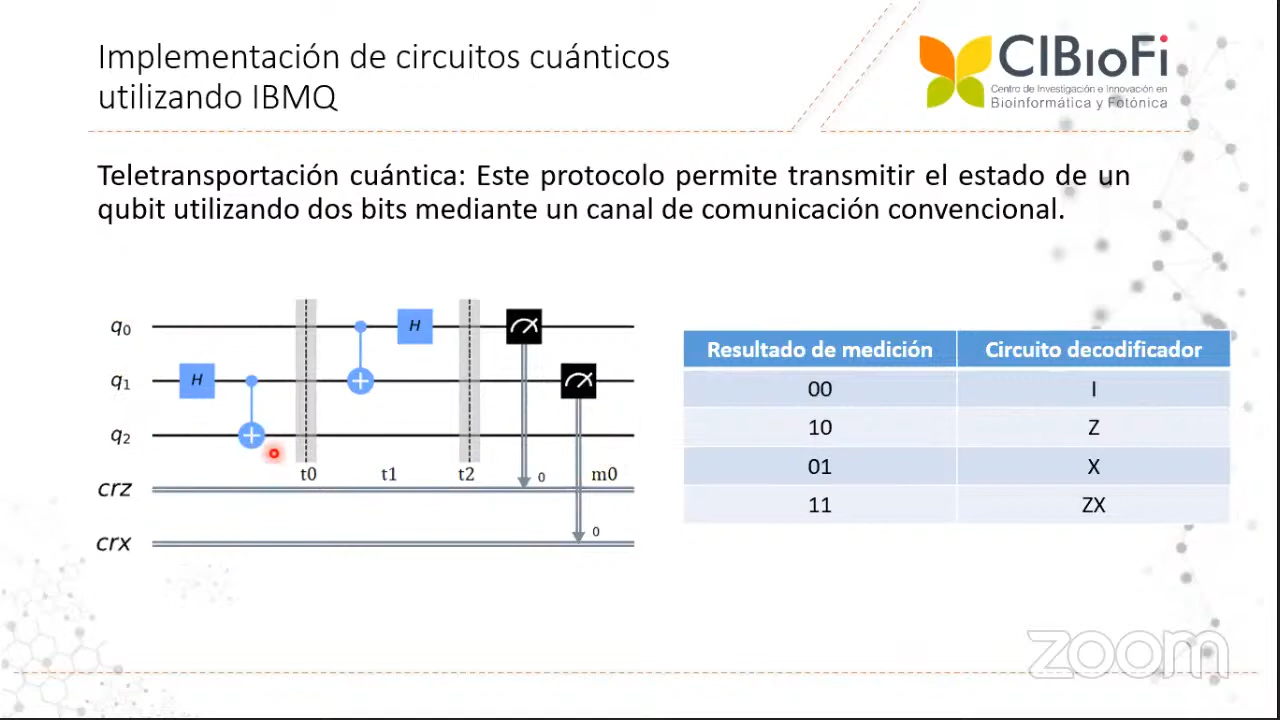 Implementación de circuitos cuánticos
utilizando IBMQ
CIBioFi
Centro de Investigación e Innovación en
Bioinformática y Fotónica
Teletransportación cuántica: Este protocolo permite transmitir el estado de un
qubit utilizando dos bits mediante un canal de comunicación convencional.
q0 H
q1 H
q2
t0 t1 t2 0 m0
crz
0
crx
Resultado de medición Circuito decodificador
00 I
10 Z
01 X
11 ZX
zoom